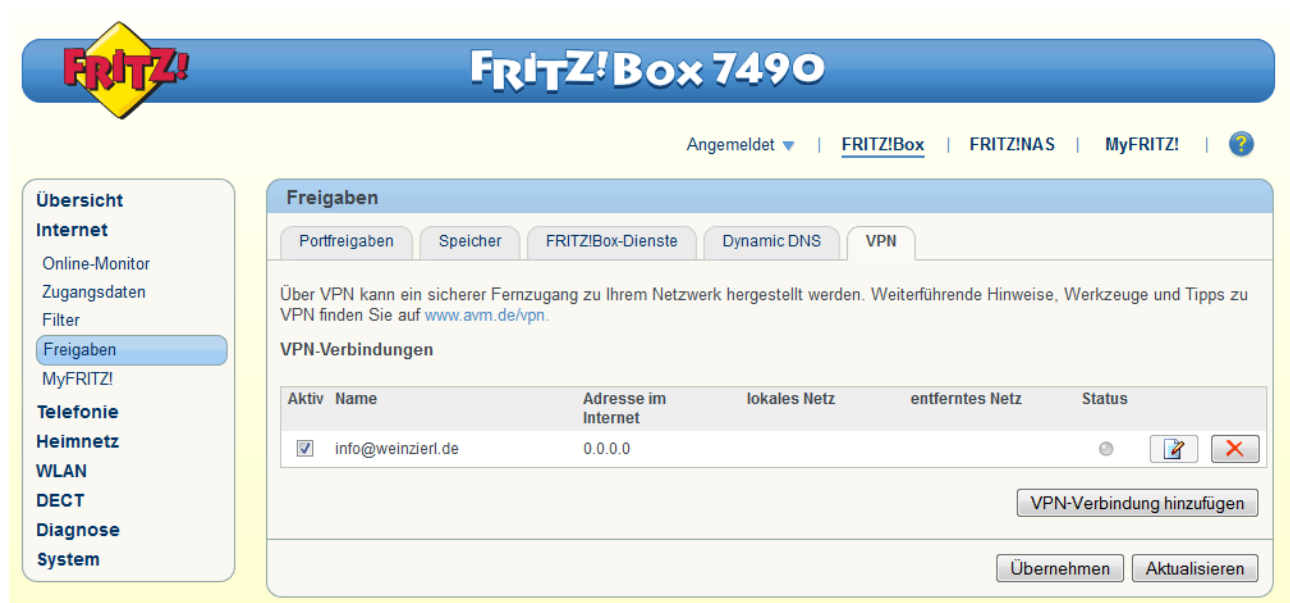 FRITZ!
FRITZ!Box 7490
Angemeldet | FRITZ!Box | FRITZ!NAS | MyFRITZ! | ?
Übersicht
Internet
Online-Monitor
Zugangsdaten
Filter
Freigaben
MyFRITZ!
Telefonie
Heimnetz
WLAN
DECT
Diagnose
System
Freigaben
Portfreigaben Speicher FRITZ!Box-Dienste Dynamic DNS VPN
Über VPN kann ein sicherer Fernzugang zu Ihrem Netzwerk hergestellt werden. Weiterführende Hinweise, Werkzeuge und Tipps zu
VPN finden Sie auf www.avm.de/vpn.
VPN-Verbindungen
Aktiv Name Adresse im lokales Netz entferntes Netz Status
Internet
info@weinzierl.de 0.0.0.0
VPN-Verbindung hinzufügen
Übernehmen Aktualisieren